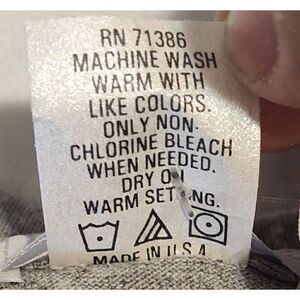 RN 71386
MACHINE WASH
WARM WITH
LIKE COLORS.
ONLY NON-
CHLORINE BLEACH
WHEN NEEDED.
DRY ON
WARM SETTING.
MADE IN U.S.A.